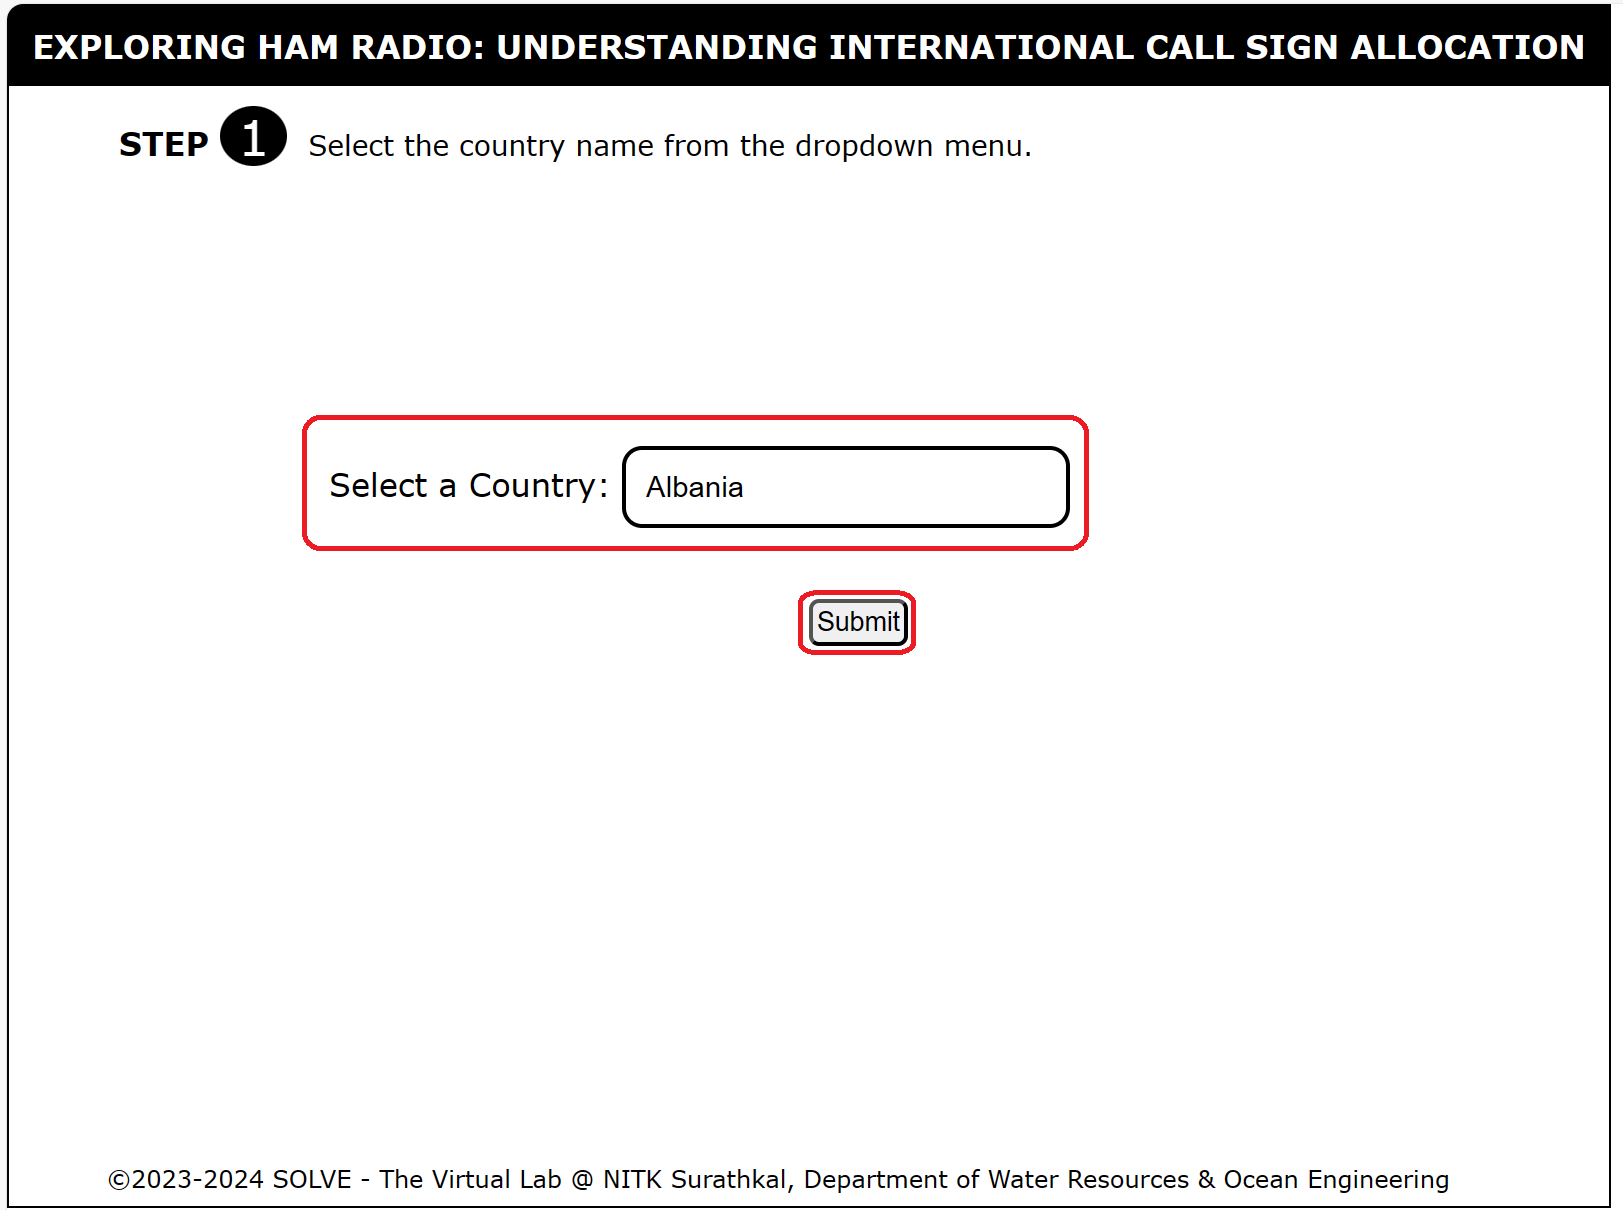 EXPLORING HAM RADIO: UNDERSTANDING INTERNATIONAL CALL SIGN ALLOCATION
STEP 1 Select the country name from the dropdown menu.
Select a Country: Albania
Submit
©2023-2024 SOLVE - The Virtual Lab @ NITK Surathkal, Department of Water Resources & Ocean Engineering